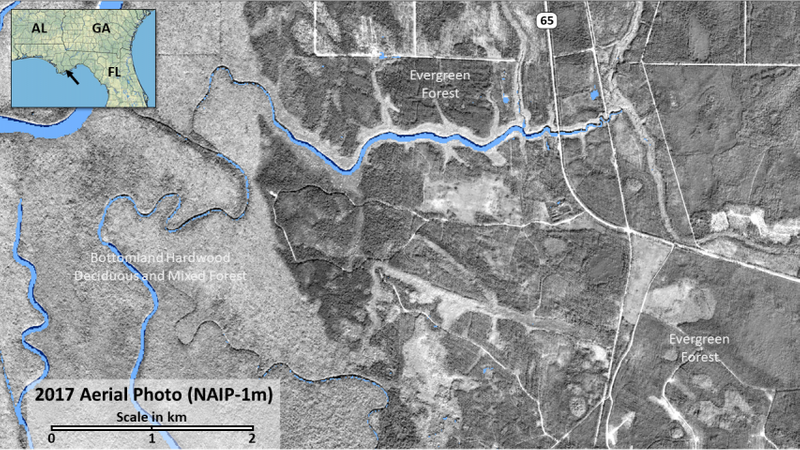 AL
GA
FL
65
Evergreen
Forest
Bottomland Hardwood
Deciduous and Mixed Forest
Evergreen
Forest
2017 Aerial Photo (NAIP-1m)
Scale in km
0 1 2